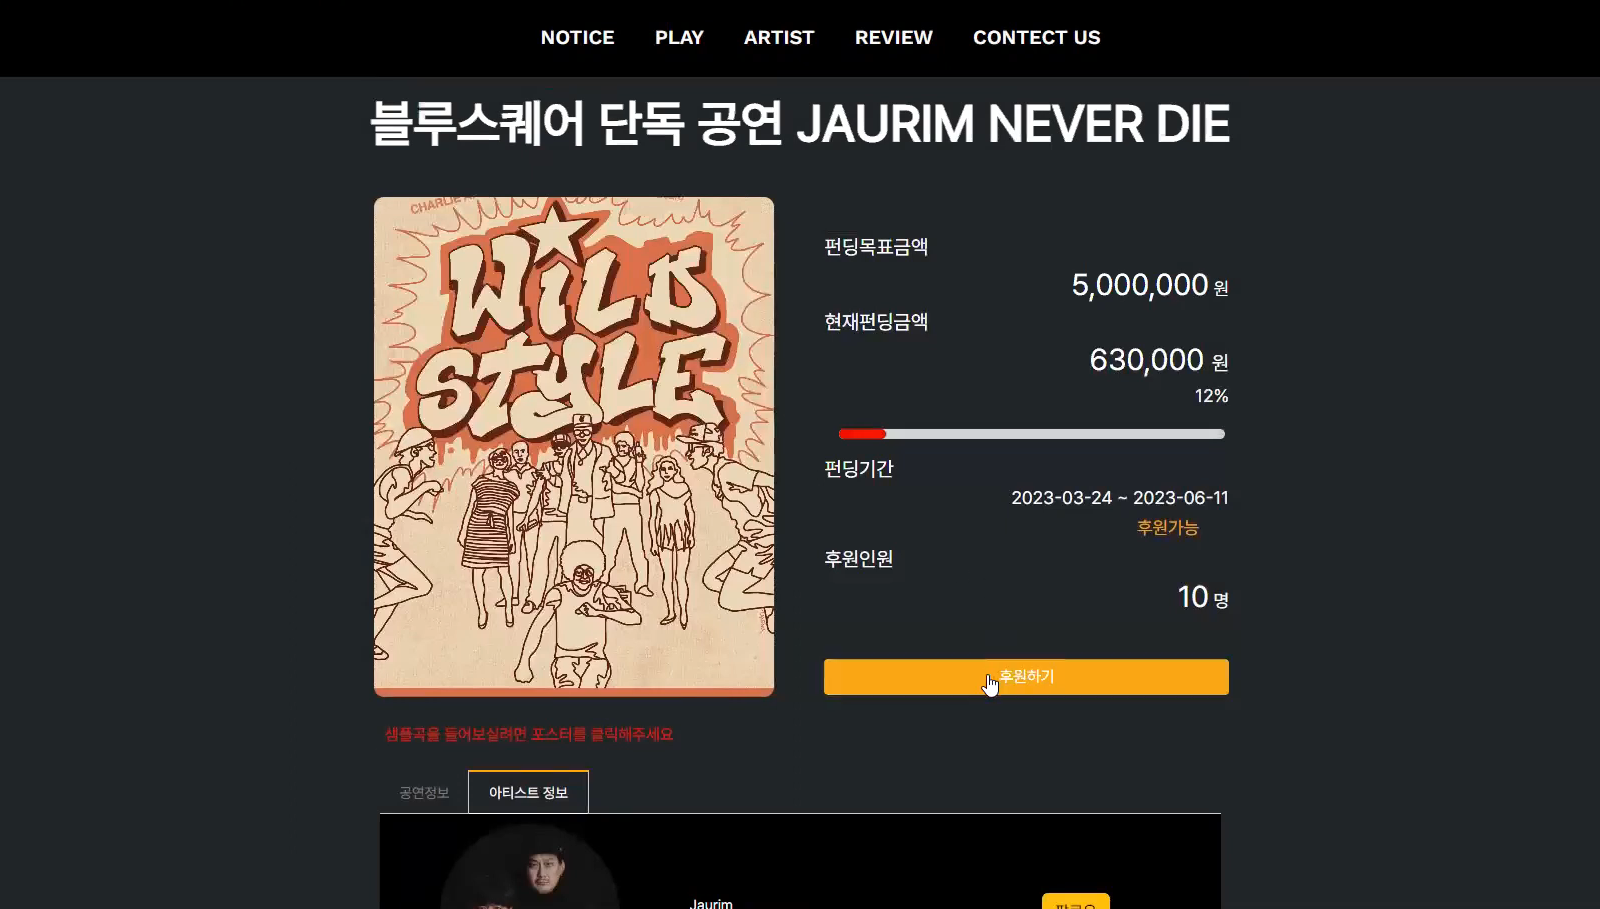 NOTICE PLAY ARTIST REVIEW CONTECT US
블루스퀘어 단독 공연 JAURIM NEVER DIE
CHARLIE
WILD
STYLE
펀딩목표금액
5,000,000 원
현재펀딩금액
630,000 원
12%
펀딩기간
2023-03-24 ~ 2023-06-11
후원가능
후원인원
10 명
후원하기
샘플곡을 들어보실려면 포스터를 클릭해주세요
공연정보 아티스트 정보
Jaurim